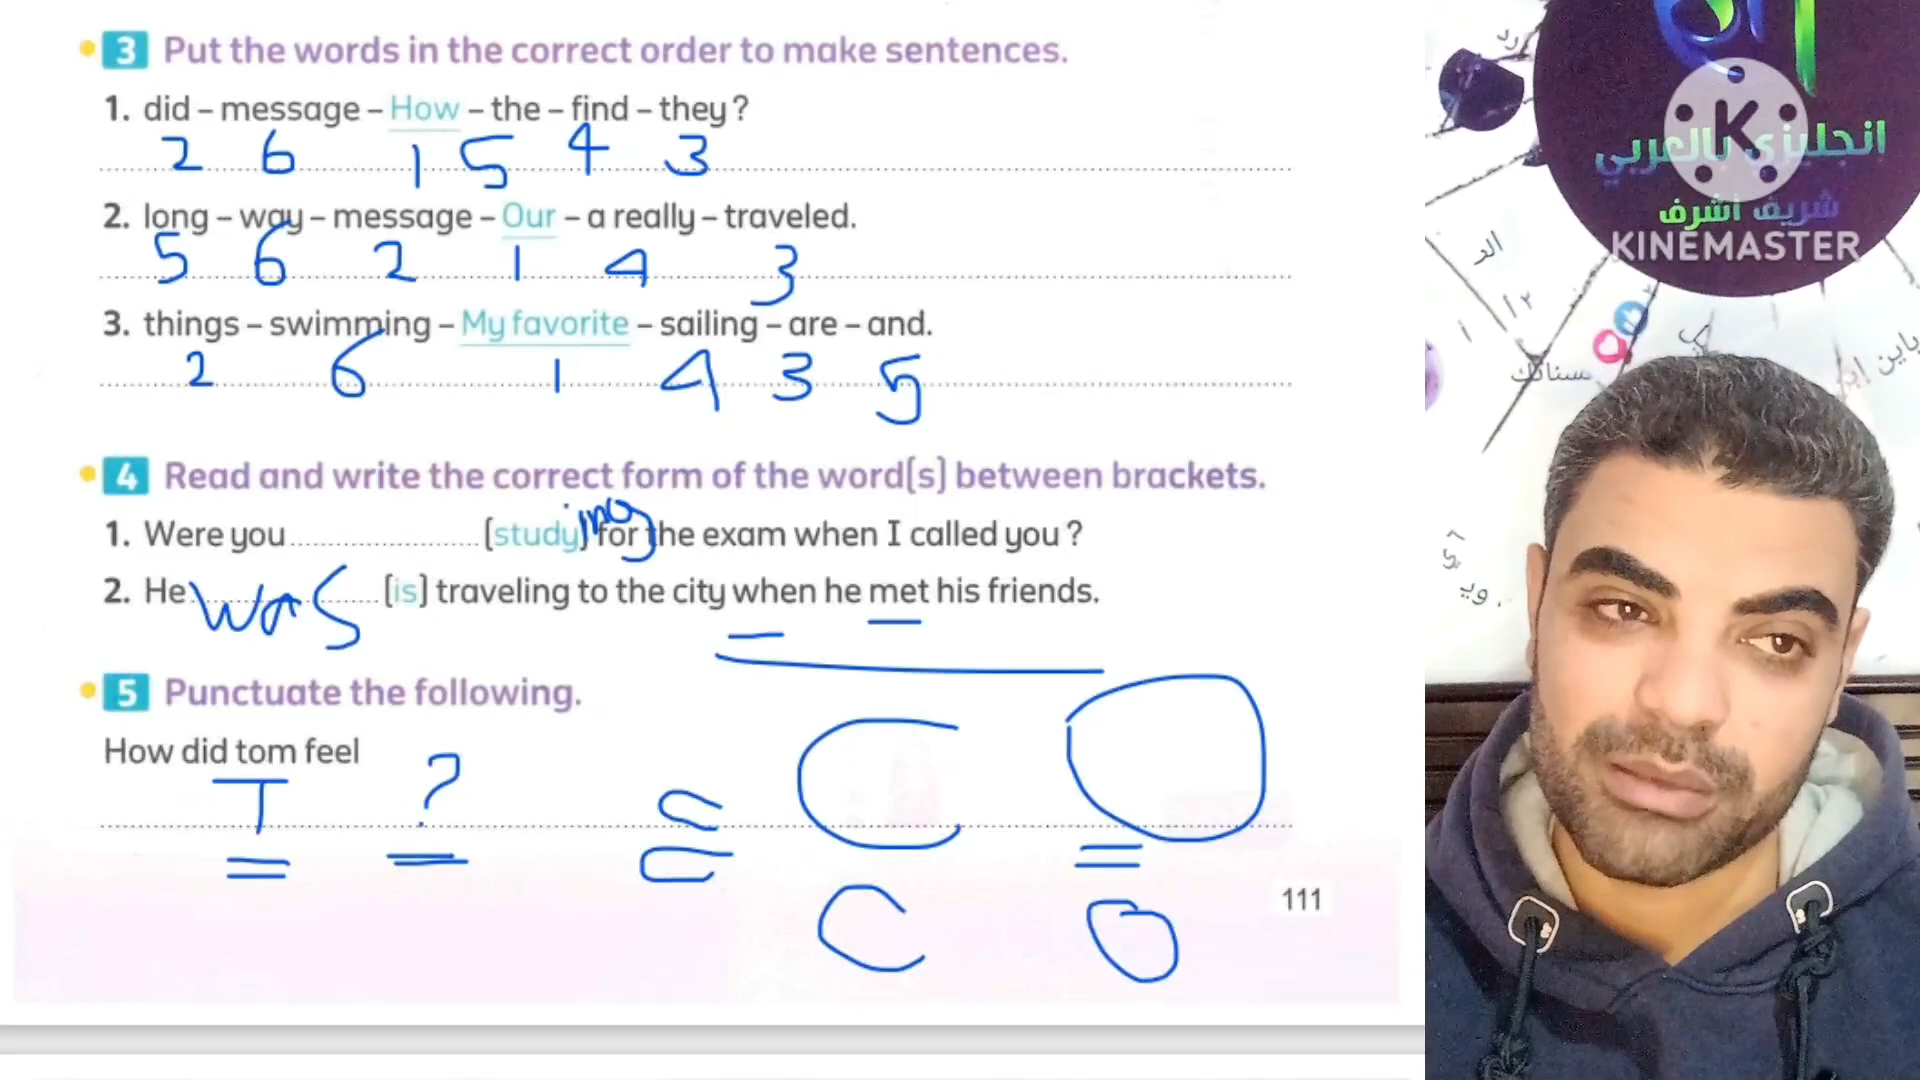 3 Put the words in the correct order to make sentences.
1. did – message – How – the – find – they ?
2 6 1 5 4 3
2. long – way – message – Our – a really – traveled.
5 6 2 1 4 3
3. things – swimming – My favorite – sailing – are – and.
2 6 1 4 3 5
4 Read and write the correct form of the word(s) between brackets.
ing
1. Were you ...................... (study) for the exam when I called you ?
2. He was (is) traveling to the city when he met his friends.
5 Punctuate the following.
How did tom feel
T ?
111
K
انجليزي بالعربي
شريف اشرف
KINEMASTER